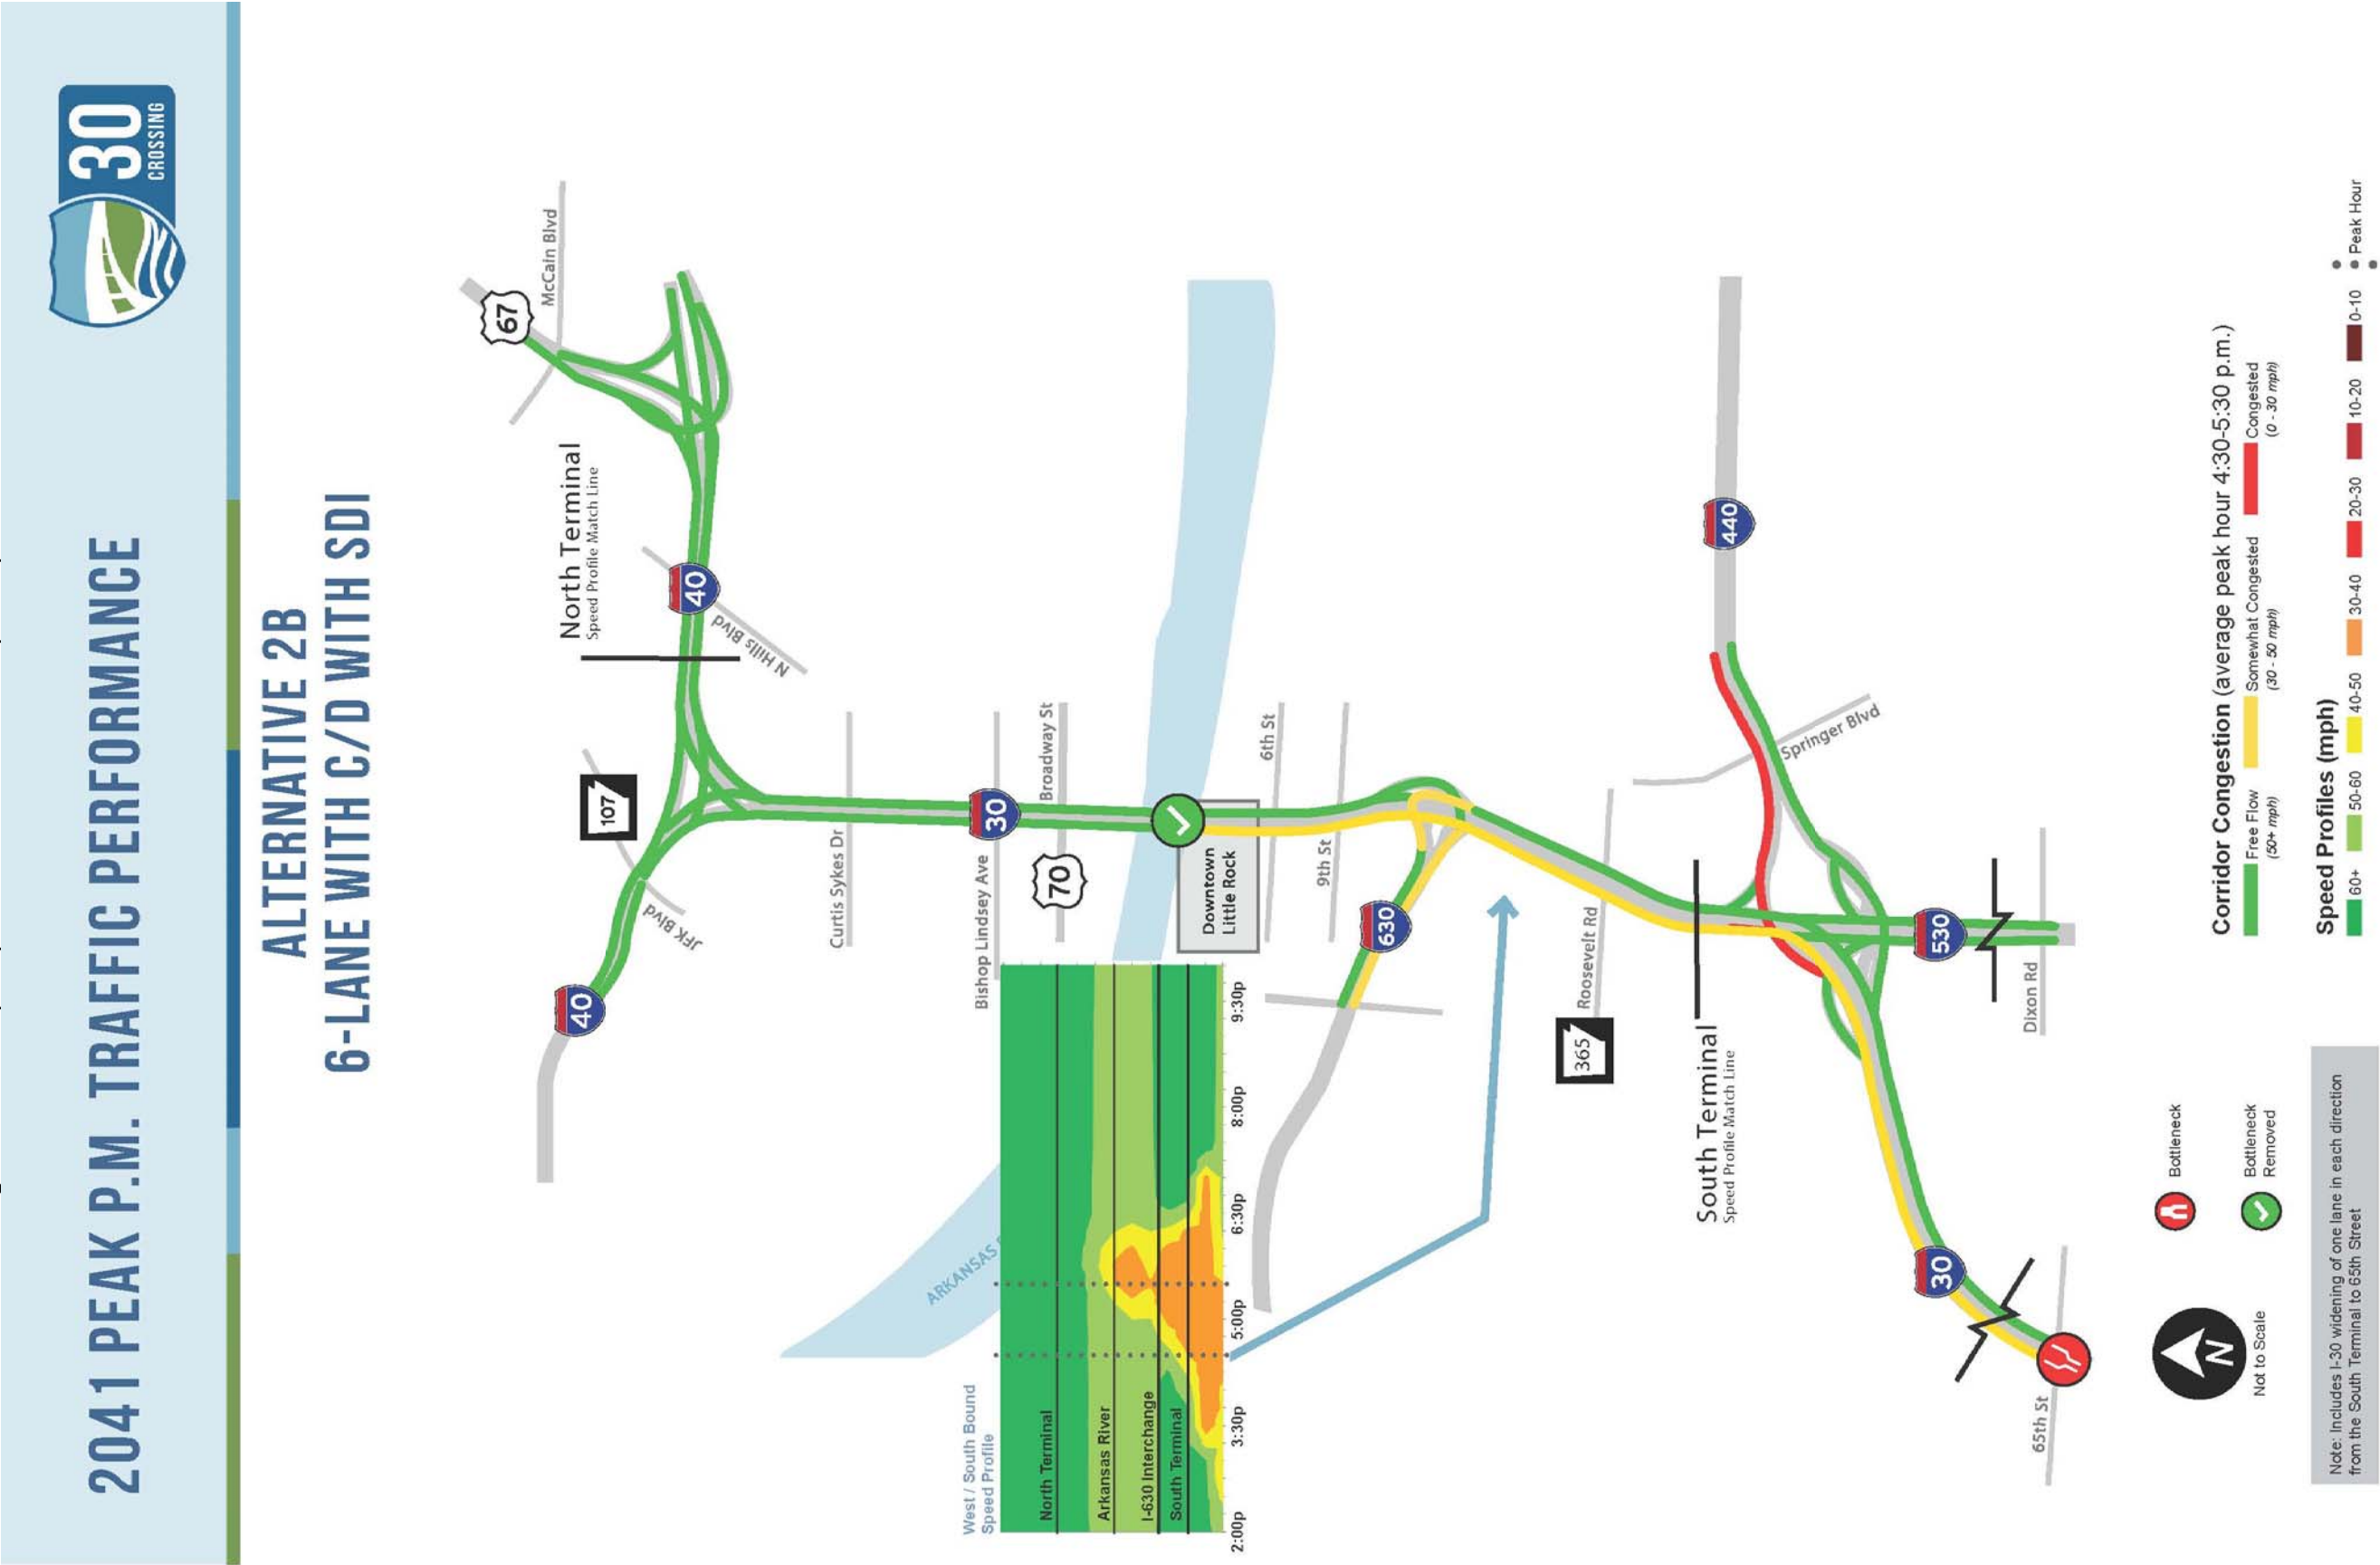 2041 PEAK P.M. TRAFFIC PERFORMANCE
30
CROSSING
ALTERNATIVE 2B
6-LANE WITH C/D WITH SDI
67
McCain Blvd
North Terminal
Speed Profile Match Line
40
N Hills Blvd
107
JFK Blvd
40
Curtis Sykes Dr
Bishop Lindsey Ave
30
Broadway St
70
Downtown
Little Rock
6th St
9th St
630
ARKANSAS
West / South Bound
Speed Profile
North Terminal
Arkansas River
I-630 Interchange
South Terminal
2:00p
3:30p
5:00p
6:30p
8:00p
9:30p
365
Roosevelt Rd
440
Springer Blvd
South Terminal
Speed Profile Match Line
530
Dixon Rd
30
65th St
N
Not to Scale
Bottleneck
Bottleneck
Removed
Corridor Congestion (average peak hour 4:30-5:30 p.m.)
Free Flow
(50+ mph)
Somewhat Congested
(30 - 50 mph)
Congested
(0 - 30 mph)
Speed Profiles (mph)
60+
50-60
40-50
30-40
20-30
10-20
0-10
Peak Hour
Note: Includes I-30 widening of one lane in each direction
from the South Terminal to 65th Street